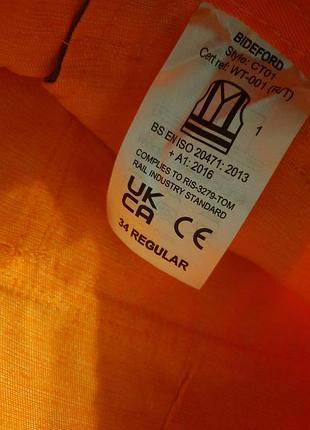 BIDEFORD
Style: CT01
Cert ref: WT-001 (R/T)
1
BS EN ISO 20471: 2013
+ A1: 2016
COMPLIES TO RIS-3279-TOM
RAIL INDUSTRY STANDARD
UK
CA CE
34 REGULAR